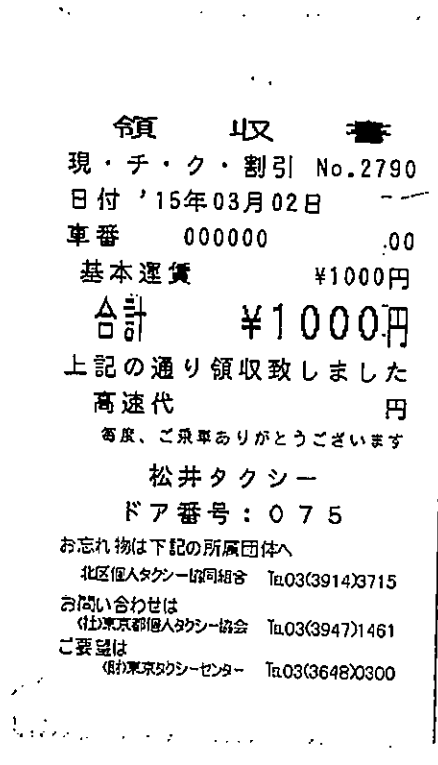 領収書
現・チ・ク・割引 No.2790
日付 '15年03月02日
車番 000000 .00
基本運賃 ¥1000円
合計 ¥1000円
上記の通り領収致しました
高速代 円
毎度、ご乗車ありがとうございます
松井タクシー
ドア番号:075
お忘れ物は下記の所属団体へ
北区個人タクシー協同組合 ℡03(3914)3715
お問い合わせは
(社)東京都個人タクシー協会 ℡03(3947)1461
ご要望は
(財)東京タクシーセンター ℡03(3648)0300